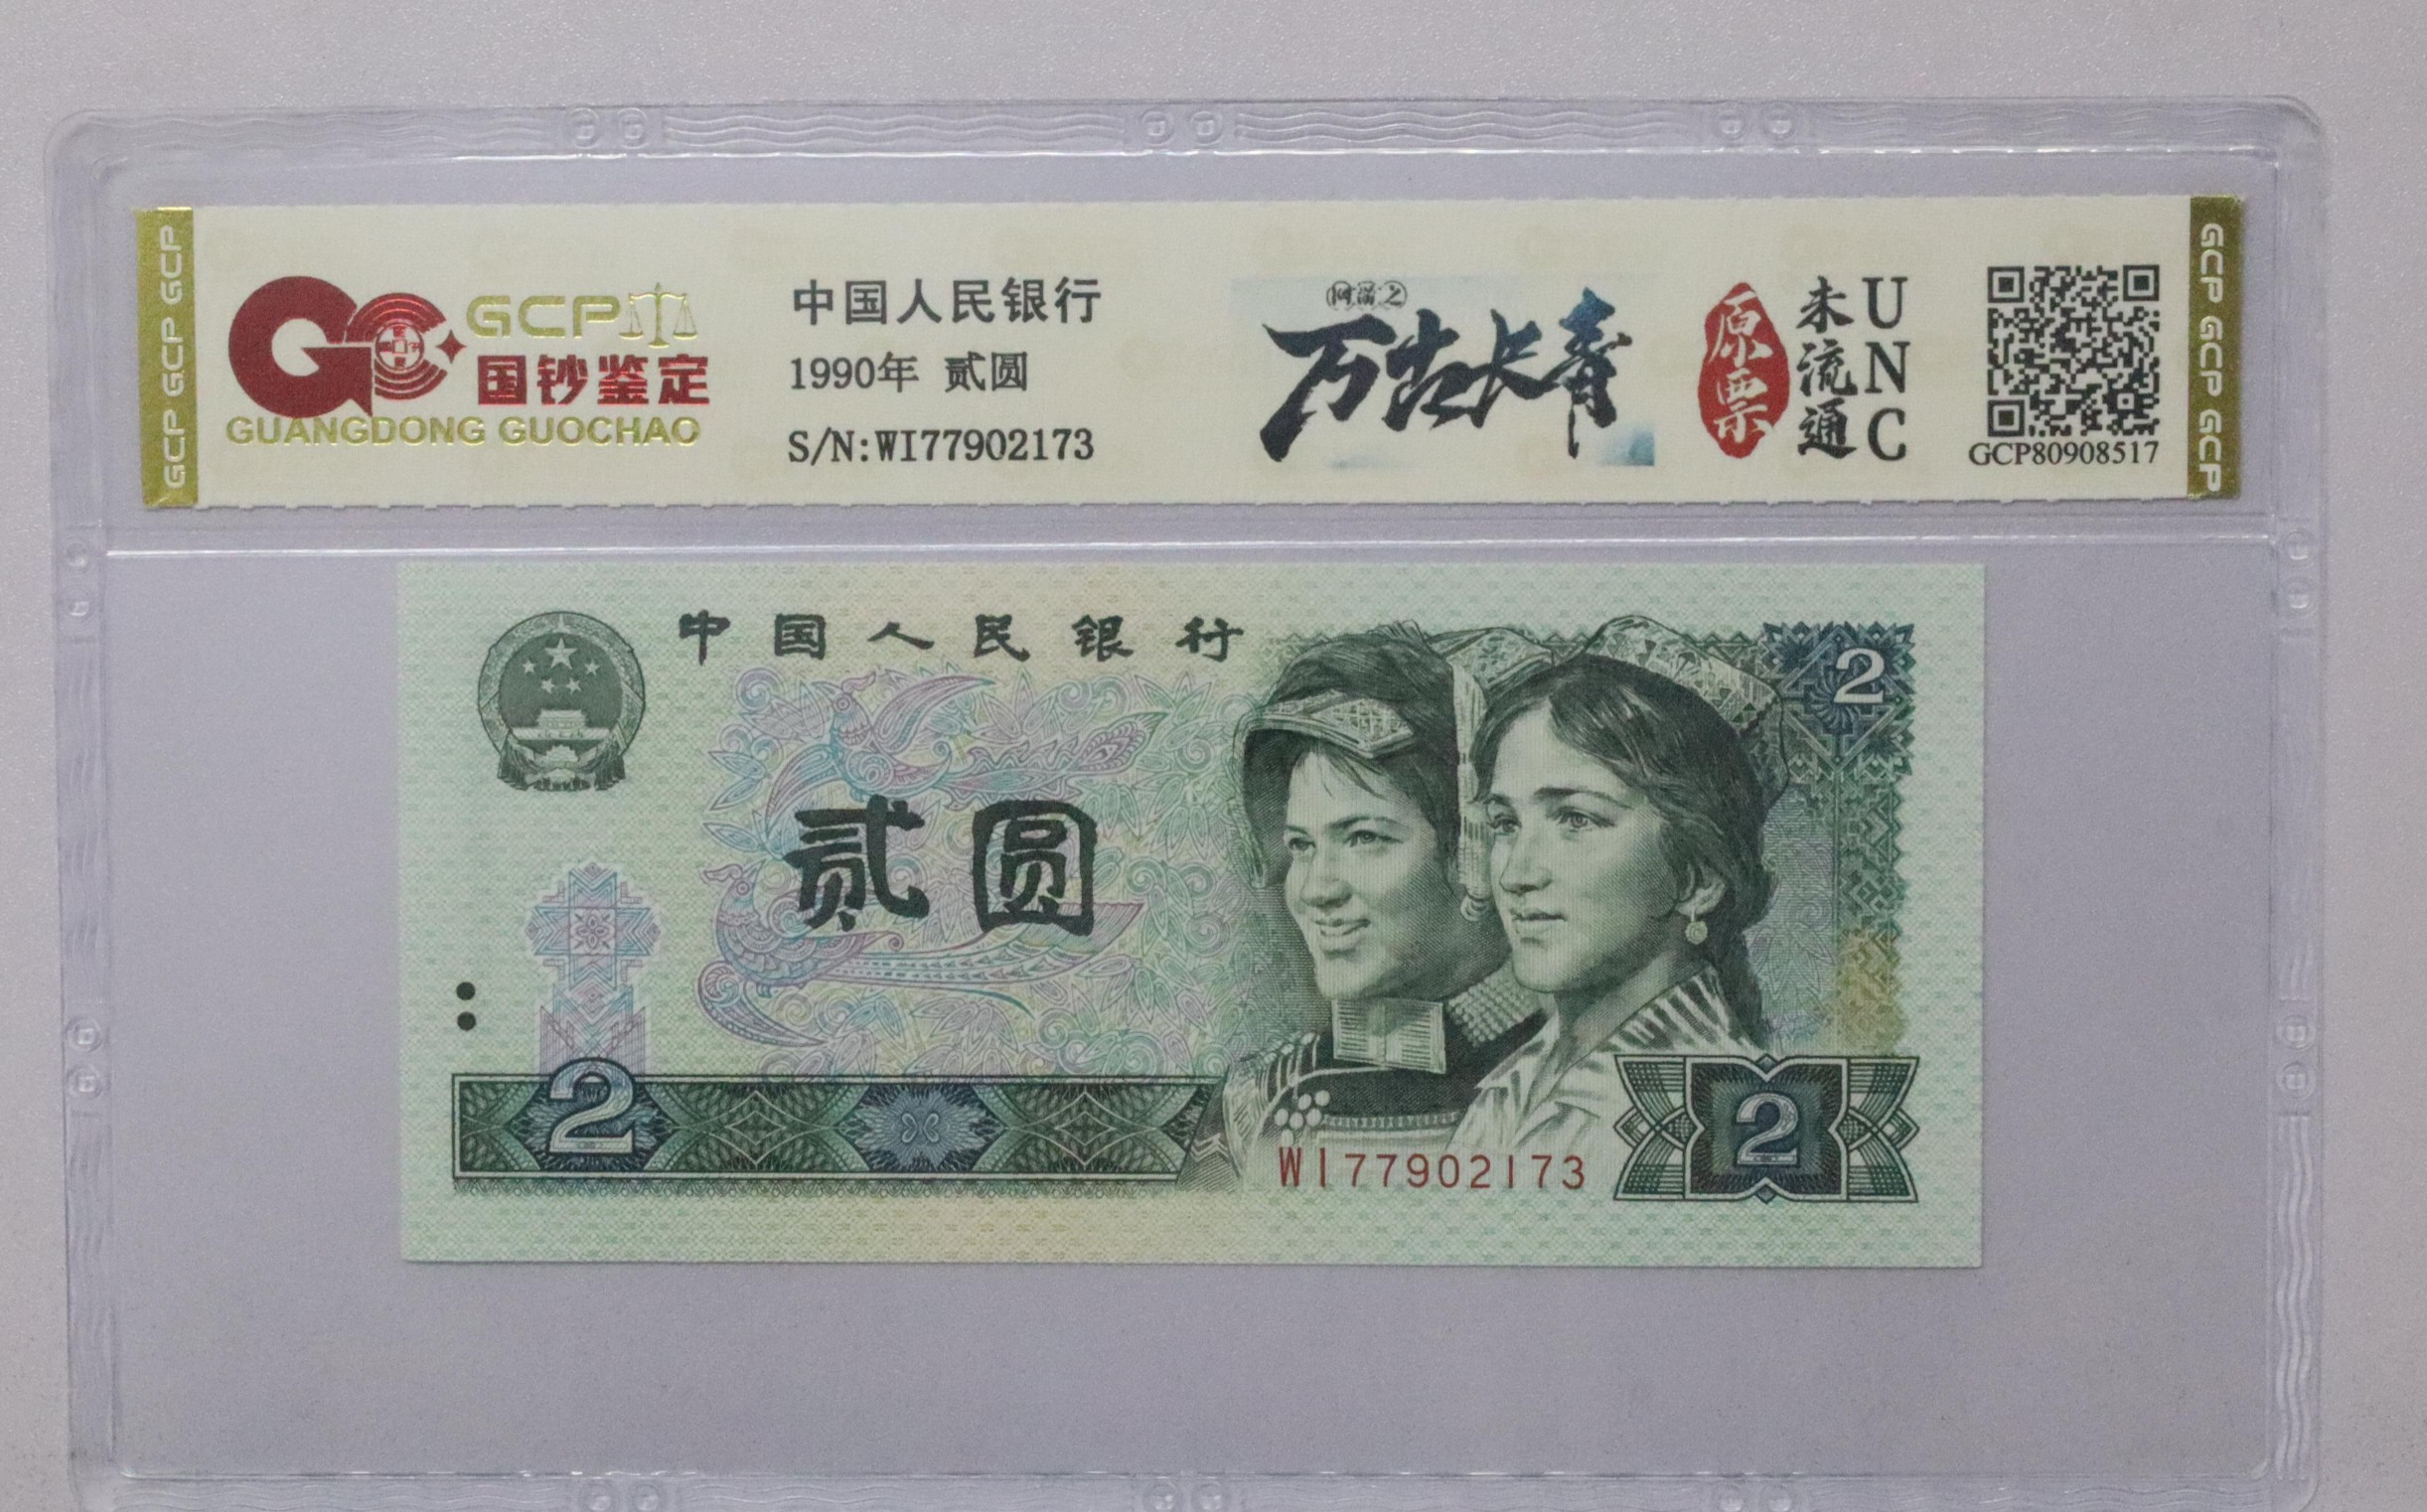 GCP GCP GCP
GCP
国钞鉴定
GUANGDONG GUOCHAO
中国人民银行
1990年 贰圆
S/N:WI77902173
万古长青
原票
未流通
UNC
GCP80908517
GCP GCP GCP GCP
中国人民银行
2
贰圆
2
2
WI77902173